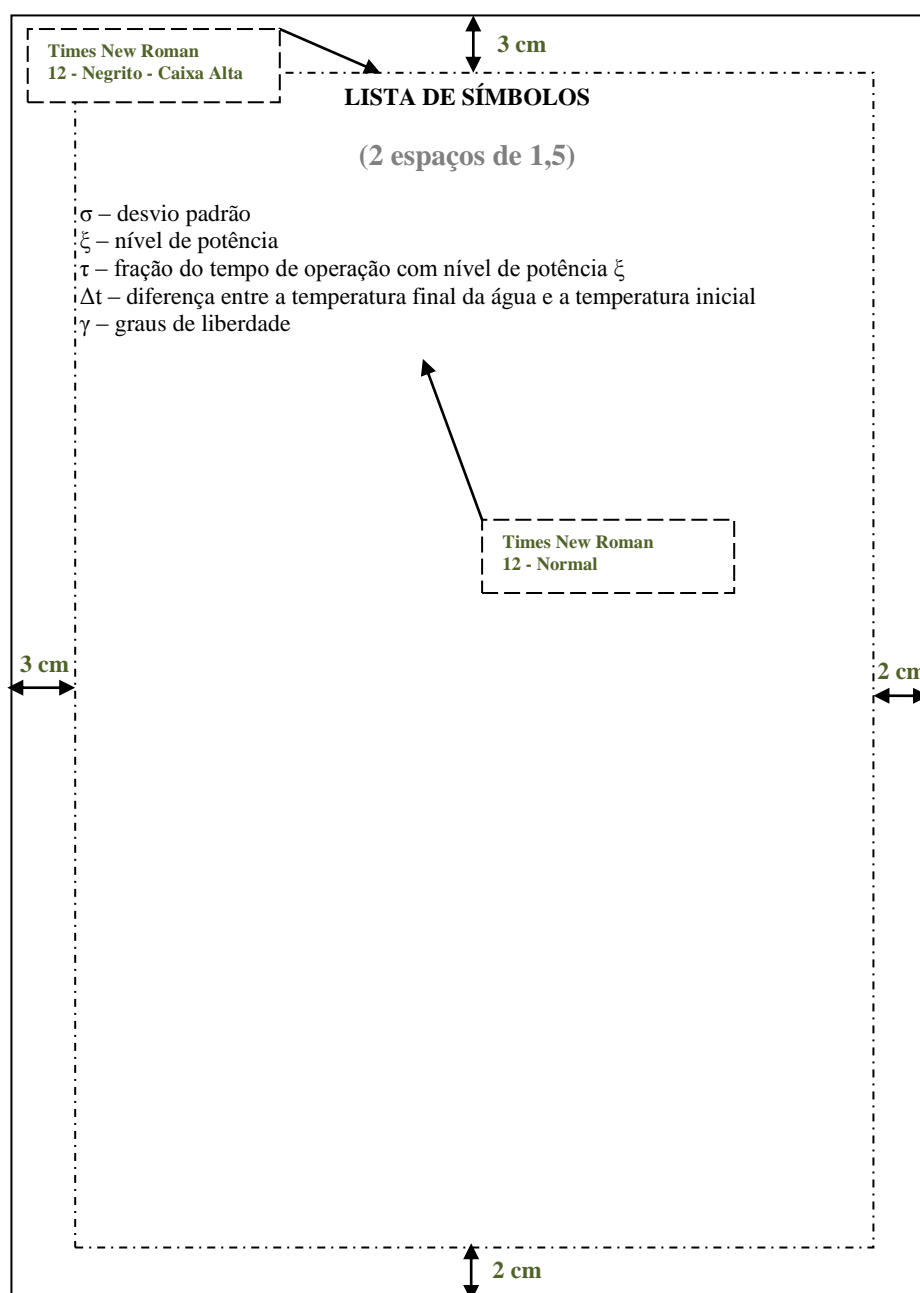 3 cm
Times New Roman
12 - Negrito - Caixa Alta
LISTA DE SÍMBOLOS
(2 espaços de 1,5)
σ – desvio padrão
ξ – nível de potência
τ – fração do tempo de operação com nível de potência ξ
Δt – diferença entre a temperatura final da água e a temperatura inicial
γ – graus de liberdade
Times New Roman
12 - Normal
3 cm
2 cm
2 cm